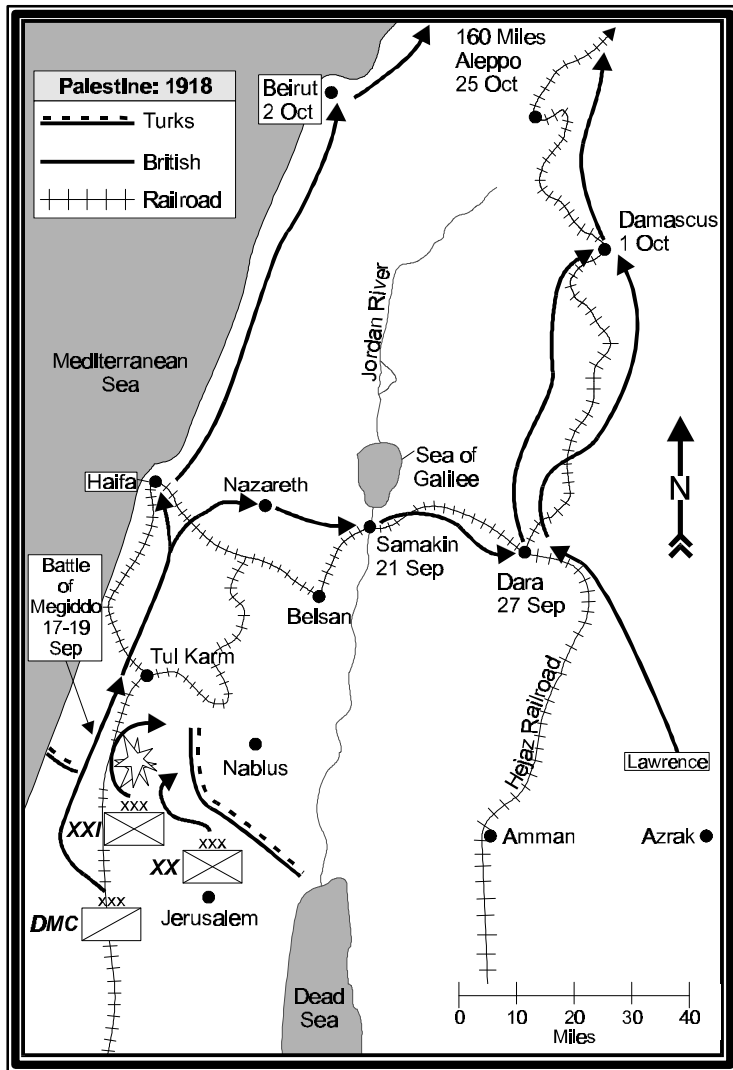 160 Miles
Aleppo
25 Oct
Palestine: 1918
Turks
British
Railroad
Beirut
2 Oct
Damascus
1 Oct
Jordan River
Mediterranean
Sea
Sea of
Galilee
Haifa
Nazareth
N
Samakin
21 Sep
Dara
27 Sep
Battle
of
Megiddo
17-19
Sep
Belsan
Tul Karm
Hejaz Railroad
Nablus
Lawrence
xxx
XXI
xxx
XX
Amman
Azrak
xxx
DMC
Jerusalem
Dead
Sea
0 10 20 30 40
Miles